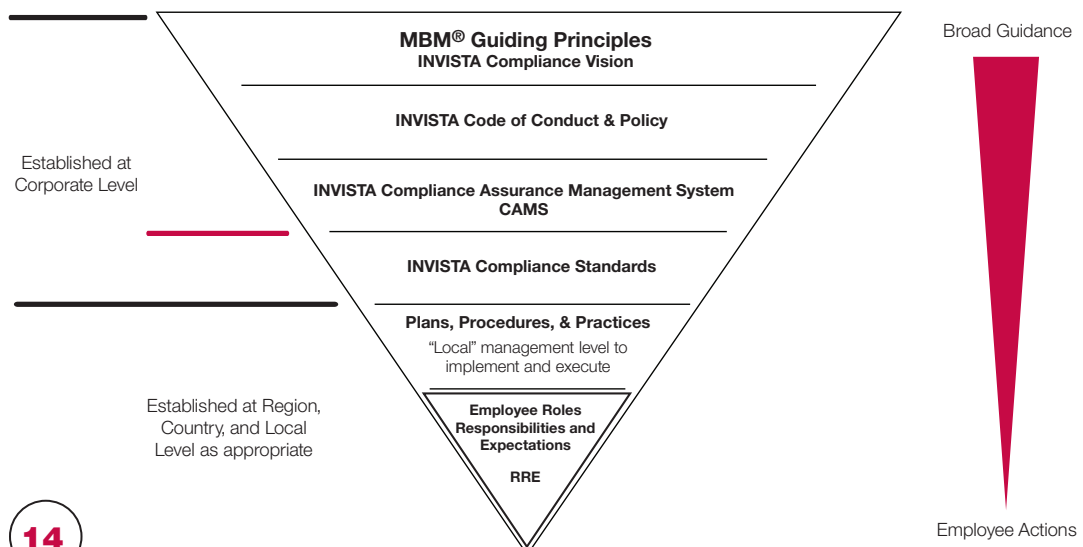 MBM® Guiding Principles
INVISTA Compliance Vision
INVISTA Code of Conduct & Policy
INVISTA Compliance Assurance Management System
CAMS
INVISTA Compliance Standards
Plans, Procedures, & Practices
“Local” management level to
implement and execute
Employee Roles
Responsibilities and
Expectations
RRE
Established at
Corporate Level
Established at Region,
Country, and Local
Level as appropriate
Broad Guidance
Employee Actions
14